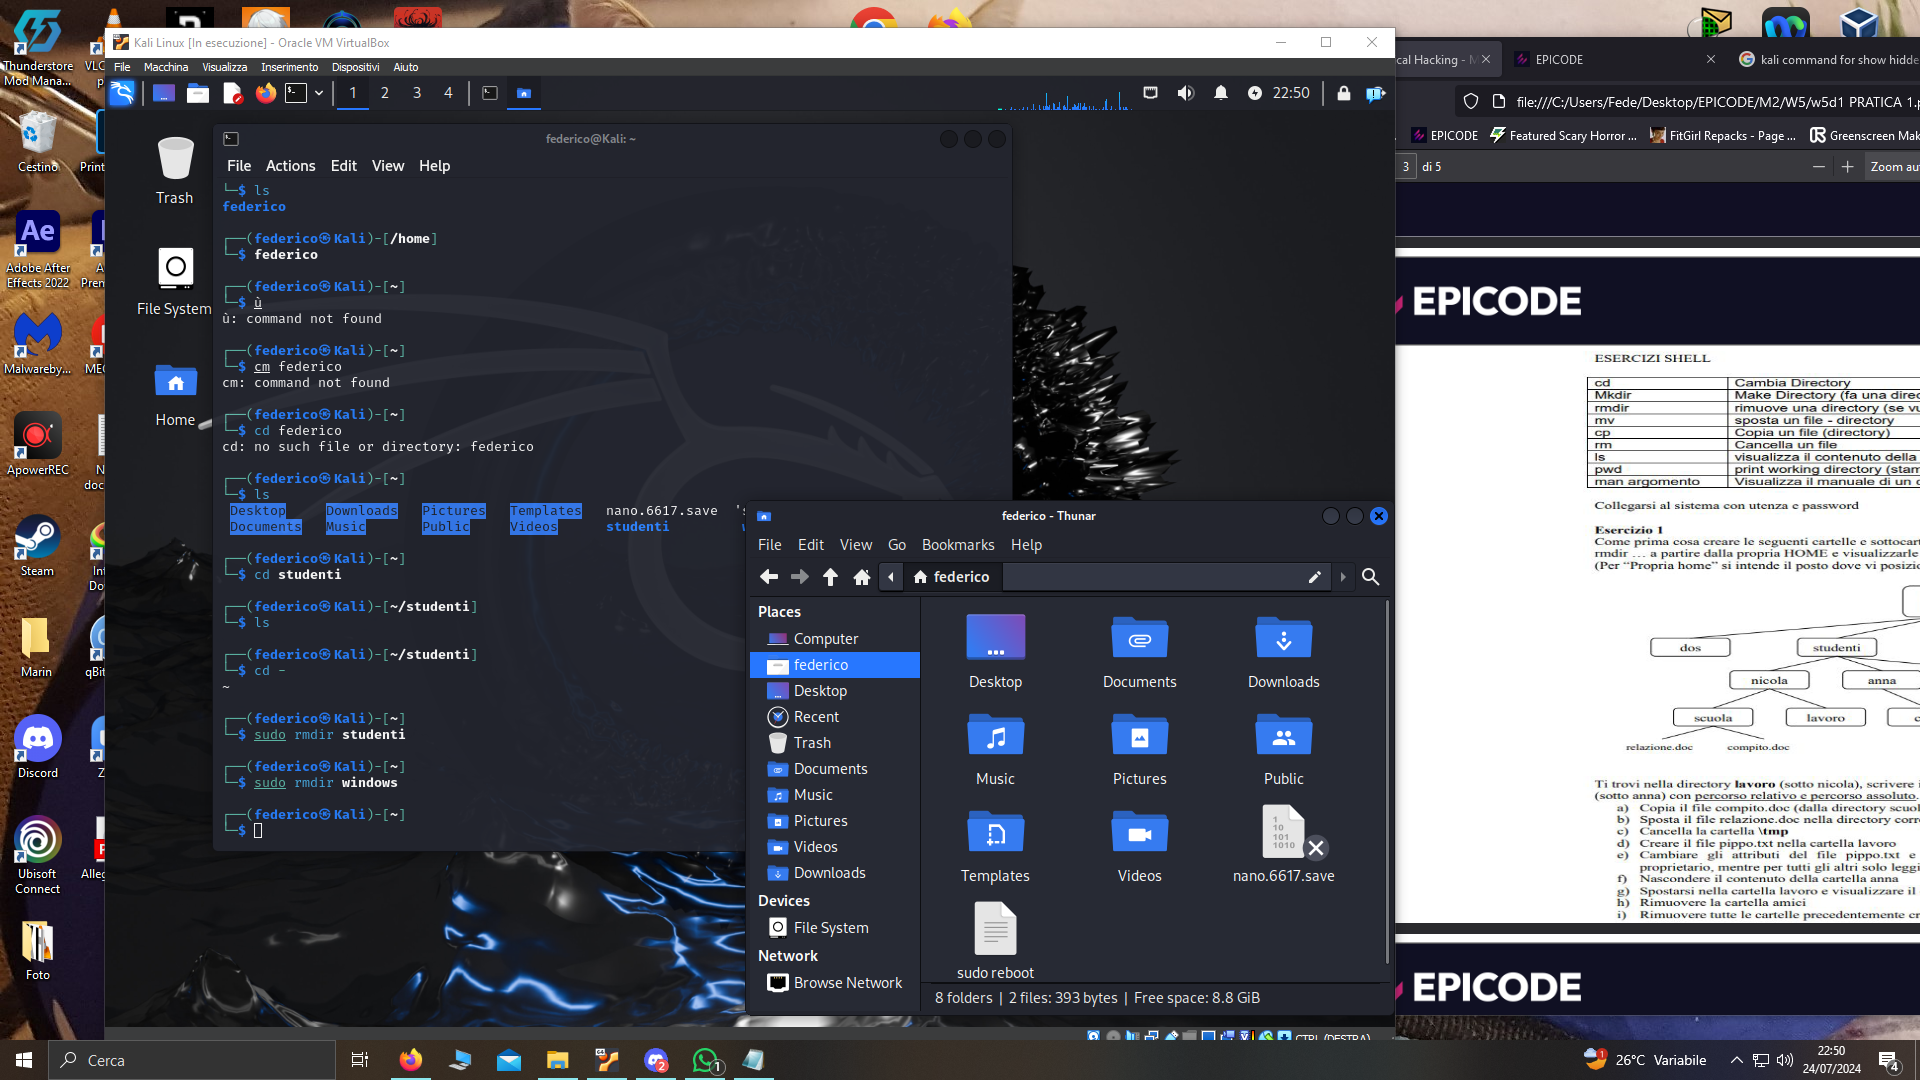 Thunderstore
Mod Mana...
Cestino
Adobe After
Effects 2022
Malwareby...
ApowerREC
Steam
Marin
Discord
Ubisoft
Connect
Foto
Kali Linux [In esecuzione] - Oracle VM VirtualBox
File Macchina Visualizza Inserimento Dispositivi Aiuto
1 2 3 4
22:50
Trash
File System
Home
federico@Kali: ~
File Actions Edit View Help
└─$ ls
federico
┌──(federico㉿Kali)-[/home]
└─$ federico
┌──(federico㉿Kali)-[~]
└─$ ù
ù: command not found
┌──(federico㉿Kali)-[~]
└─$ cm federico
cm: command not found
┌──(federico㉿Kali)-[~]
└─$ cd federico
cd: no such file or directory: federico
┌──(federico㉿Kali)-[~]
└─$ ls
Desktop Downloads Pictures Templates nano.6617.save
Documents Music Public Videos studenti
┌──(federico㉿Kali)-[~]
└─$ cd studenti
┌──(federico㉿Kali)-[~/studenti]
└─$ ls
┌──(federico㉿Kali)-[~/studenti]
└─$ cd -
~
┌──(federico㉿Kali)-[~]
└─$ sudo rmdir studenti
┌──(federico㉿Kali)-[~]
└─$ sudo rmdir windows
┌──(federico㉿Kali)-[~]
└─$
federico - Thunar
File Edit View Go Bookmarks Help
federico
Places
Computer
federico
Desktop
Recent
Trash
Documents
Music
Pictures
Videos
Downloads
Devices
File System
Network
Browse Network
Desktop Documents Downloads
Music Pictures Public
Templates Videos nano.6617.save
sudo reboot
8 folders | 2 files: 393 bytes | Free space: 8.8 GiB
CTRL (DESTRA)
cal Hacking - M
EPICODE
kali command for show hidde
file:///C:/Users/Fede/Desktop/EPICODE/M2/W5/w5d1 PRATICA 1.p
EPICODE Featured Scary Horror ... FitGirl Repacks - Page ... Greenscreen Mak
3 di 5
Zoom au
EPICODE
ESERCIZI SHELL
cd Cambia Directory
Mkdir Make Directory (fa una direc
rmdir rimuove una directory (se vu
mv sposta un file - directory
cp Copia un file (directory)
rm Cancella un file
ls visualizza il contenuto della
pwd print working directory (stam
man argomento Visualizza il manuale di un c
Collegarsi al sistema con utenza e password
Esercizio 1
Come prima cosa creare le seguenti cartelle e sottocart
rmdir … a partire dalla propria HOME e visualizzarle
(Per “Propria home” si intende il posto dove vi posizio
dos studenti
nicola anna
scuola lavoro c
relazione.doc compito.doc
Ti trovi nella directory lavoro (sotto nicola), scrivere i
(sotto anna) con percorso relativo e percorso assoluto.
a) Copia il file compito.doc (dalla directory scuol
b) Sposta il file relazione.doc nella directory corre
c) Cancella la cartella \tmp
d) Creare il file pippo.txt nella cartella lavoro
e) Cambiare gli attributi del file pippo.txt e
proprietario, mentre per tutti gli altri solo leggi
f) Nascondere il contenuto della cartella anna
g) Spostarsi nella cartella lavoro e visualizzare il
h) Rimuovere la cartella amici
i) Rimuovere tutte le cartelle precedentemente cr
EPICODE
Cerca
26°C Variabile
22:50
24/07/2024